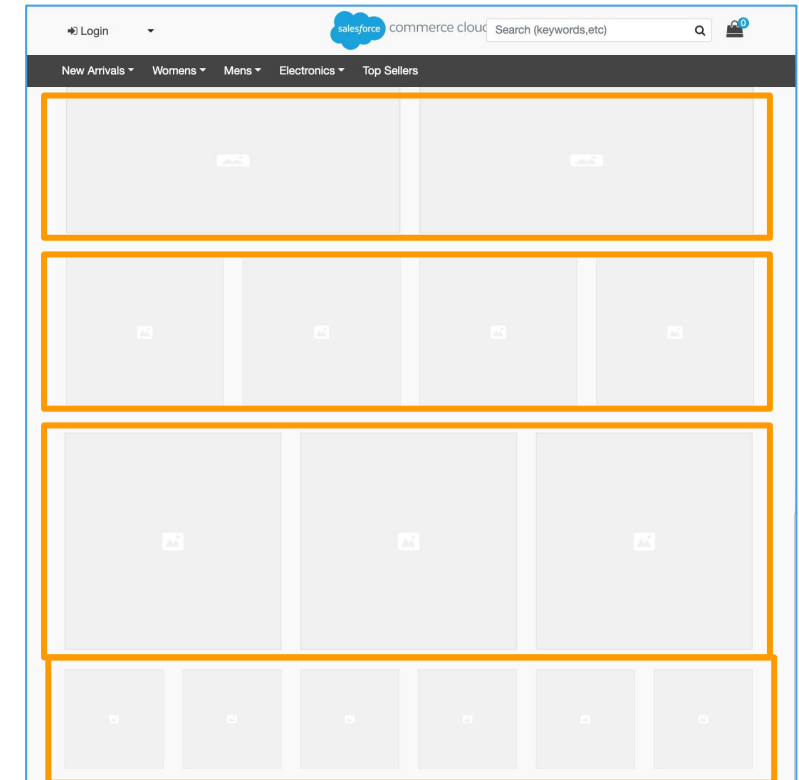 Login
salesforce commerce cloud
Search (keywords,etc)
0
New Arrivals Womens Mens Electronics Top Sellers